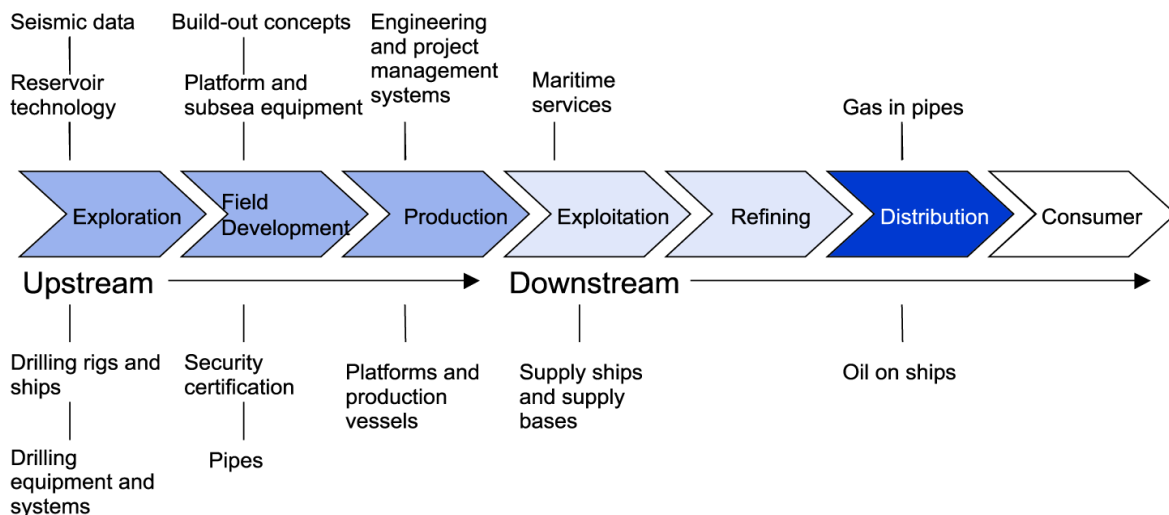 Seismic data
Build-out concepts
Engineering
and project
management
systems
Reservoir
technology
Platform and
subsea equipment
Maritime
services
Gas in pipes
Exploration
Field
Development
Production
Exploitation
Refining
Distribution
Consumer
Upstream
Downstream
Drilling rigs and
ships
Security
certification
Platforms and
production
vessels
Supply ships
and supply
bases
Oil on ships
Drilling
equipment and
systems
Pipes